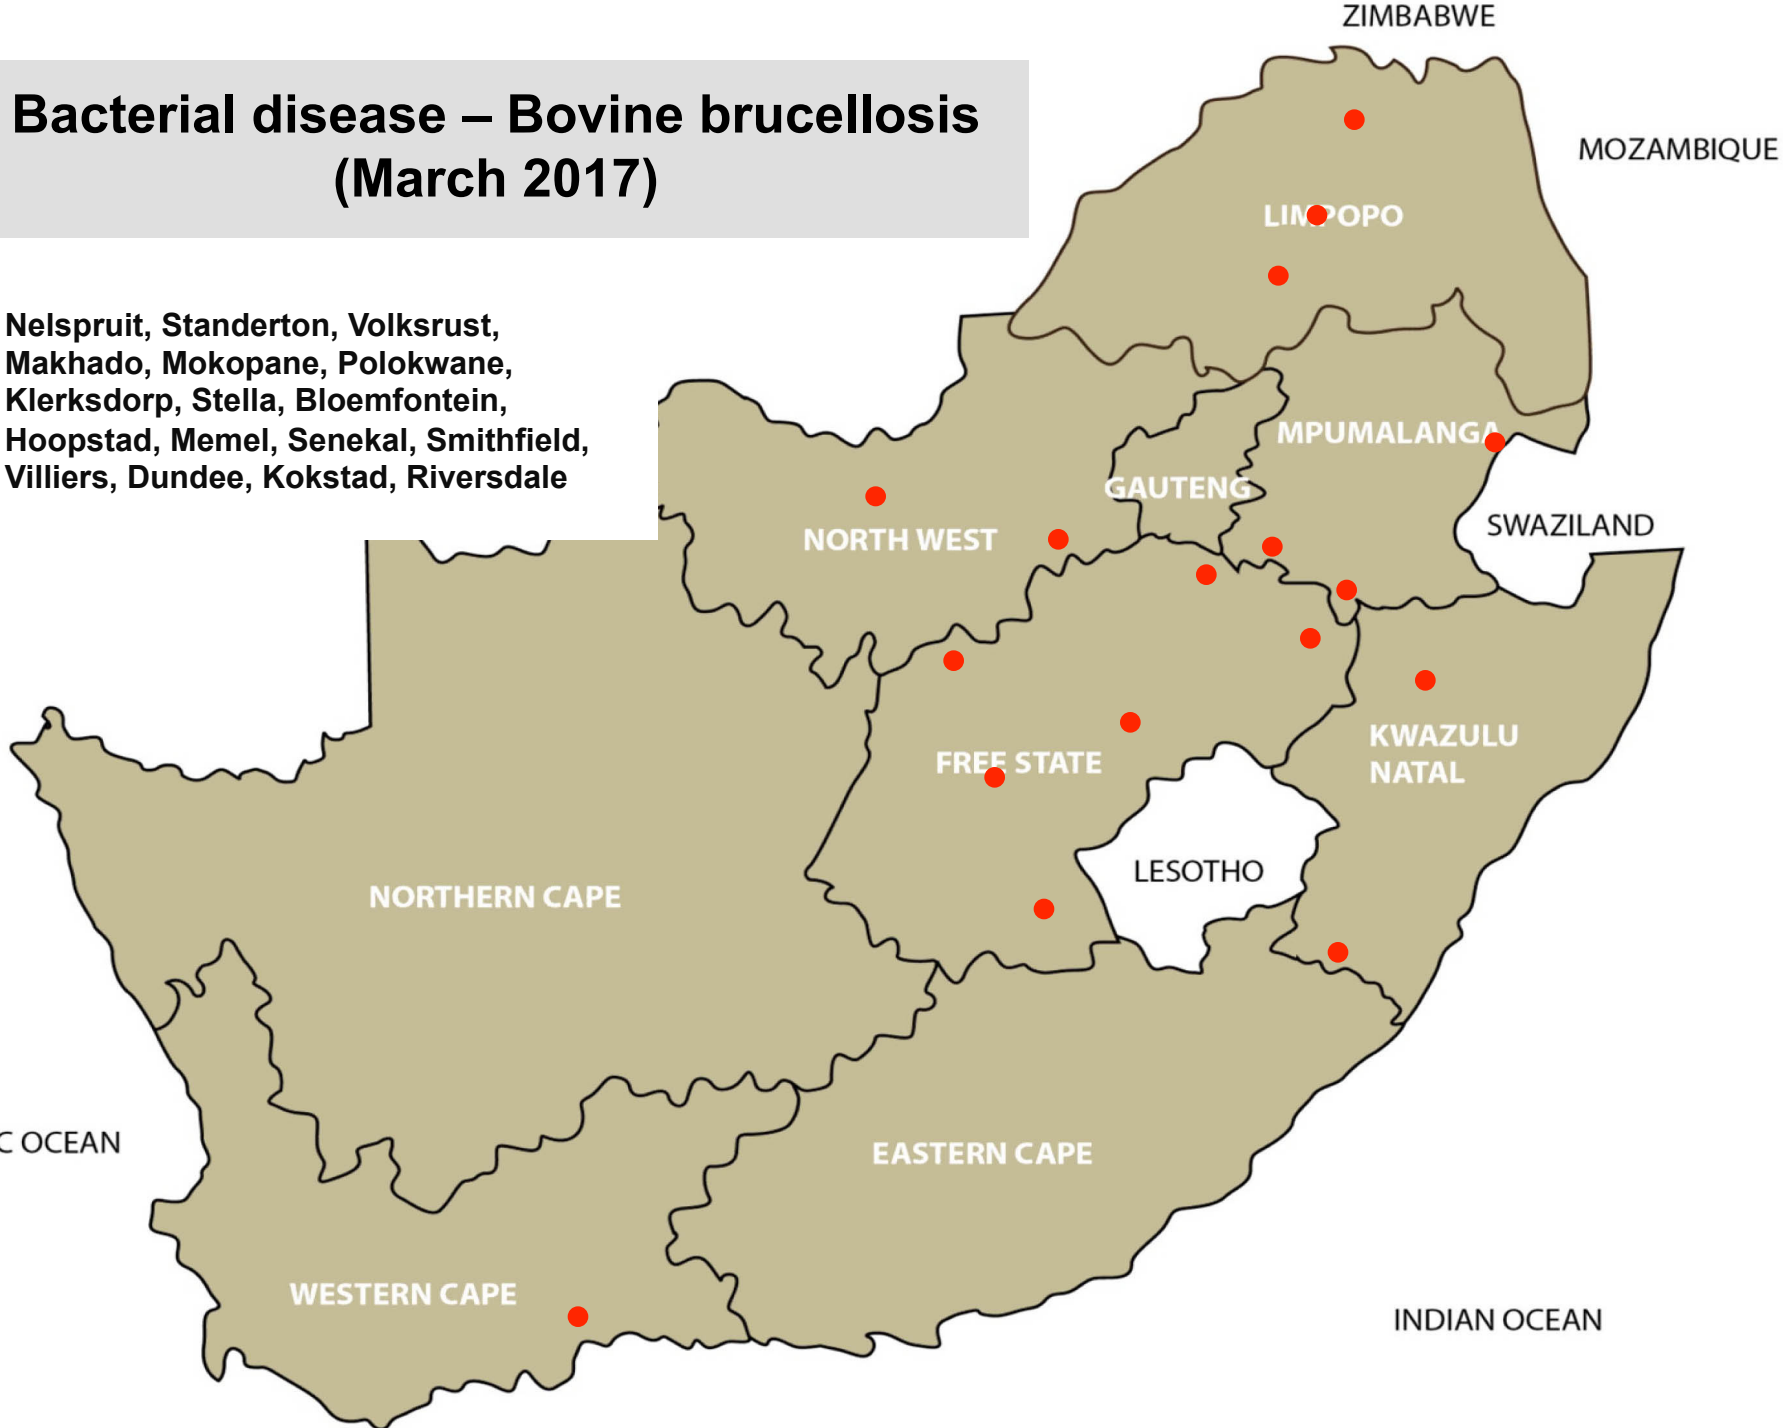 ZIMBABWE
Bacterial disease – Bovine brucellosis
(March 2017)
MOZAMBIQUE
LIMPOPO
Nelspruit, Standerton, Volksrust,
Makhado, Mokopane, Polokwane,
Klerksdorp, Stella, Bloemfontein,
Hoopstad, Memel, Senekal, Smithfield,
Villiers, Dundee, Kokstad, Riversdale
MPUMALANGA
GAUTENG
SWAZILAND
NORTH WEST
KWAZULU
NATAL
FREE STATE
LESOTHO
NORTHERN CAPE
C OCEAN
EASTERN CAPE
WESTERN CAPE
INDIAN OCEAN